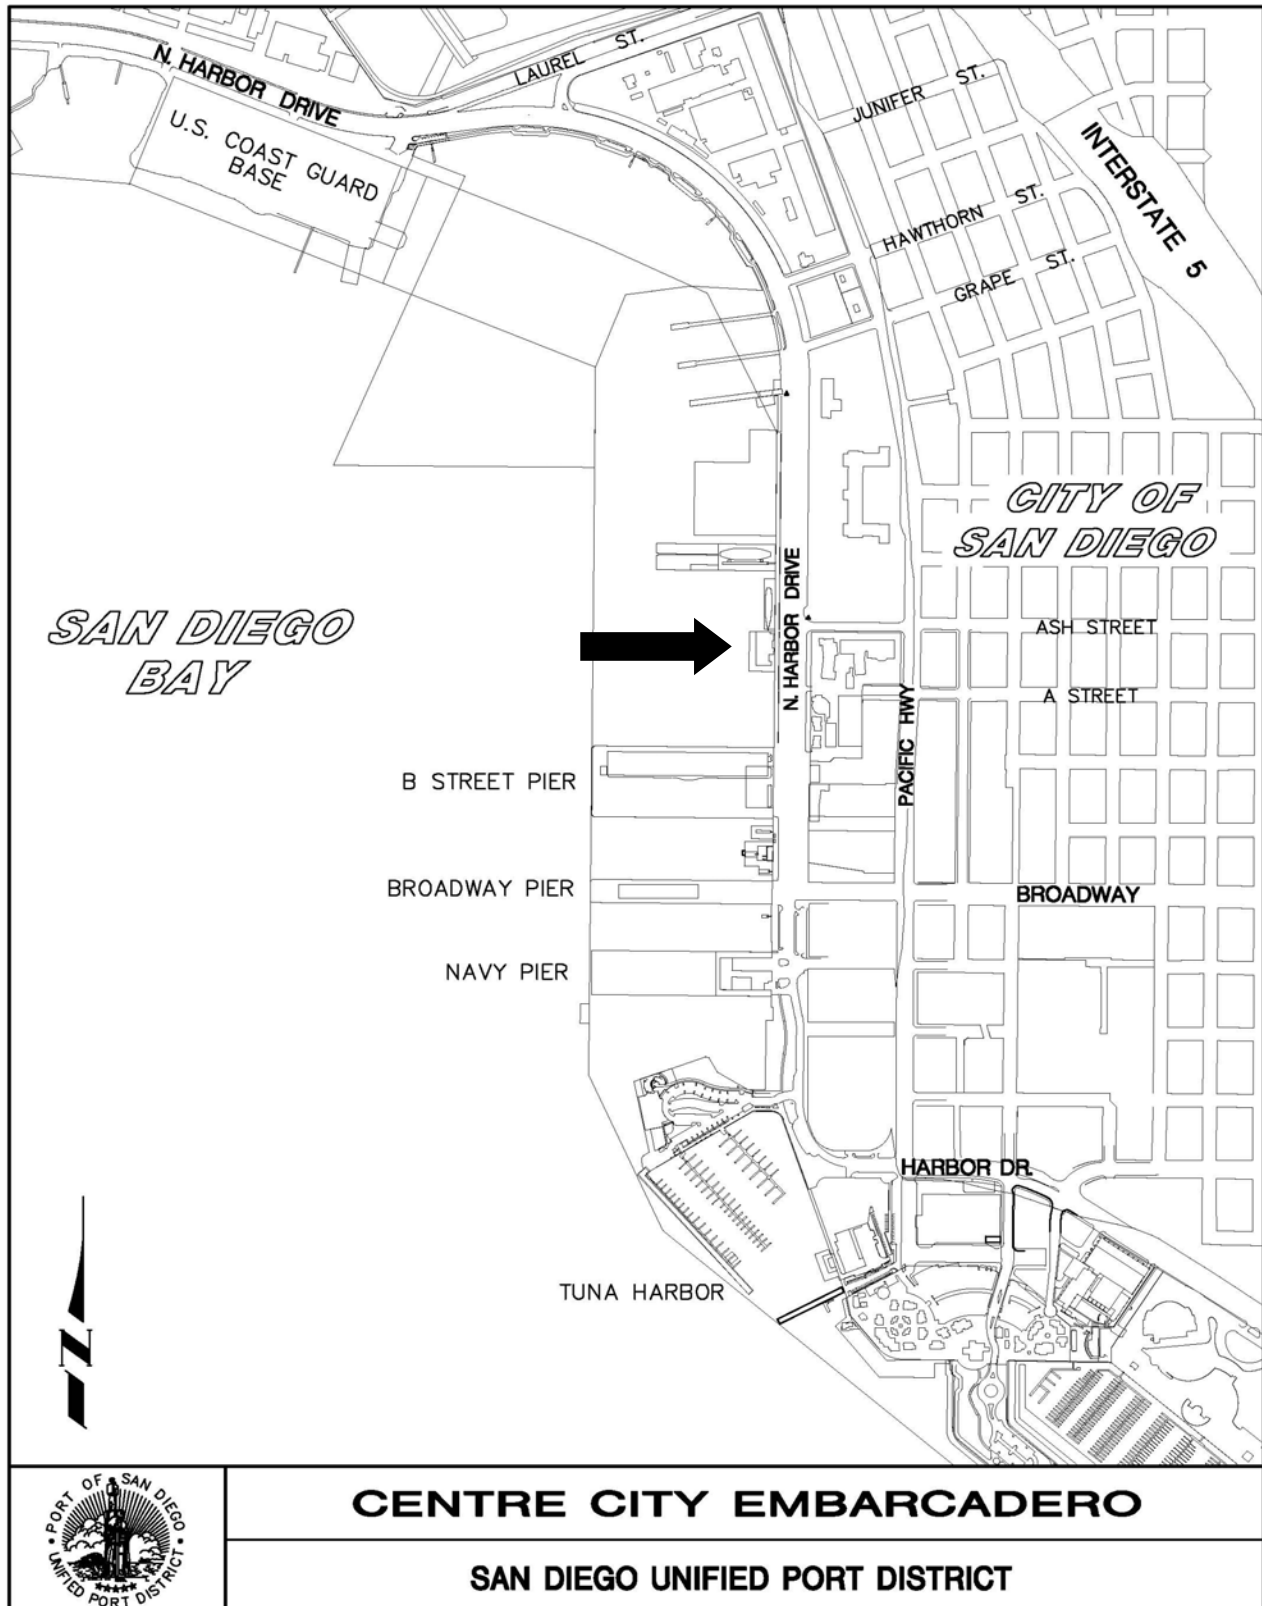 N. HARBOR DRIVE
LAUREL ST.
JUNIFER ST.
U.S. COAST GUARD
BASE
INTERSTATE 5
HAWTHORN ST.
GRAPE ST.
CITY OF
SAN DIEGO
SAN DIEGO
BAY
N. HARBOR DRIVE
ASH STREET
A STREET
PACIFIC HWY
B STREET PIER
BROADWAY PIER
BROADWAY
NAVY PIER
HARBOR DR.
TUNA HARBOR
N
PORT OF SAN DIEGO
UNIFIED PORT DISTRICT
CENTRE CITY EMBARCADERO
SAN DIEGO UNIFIED PORT DISTRICT